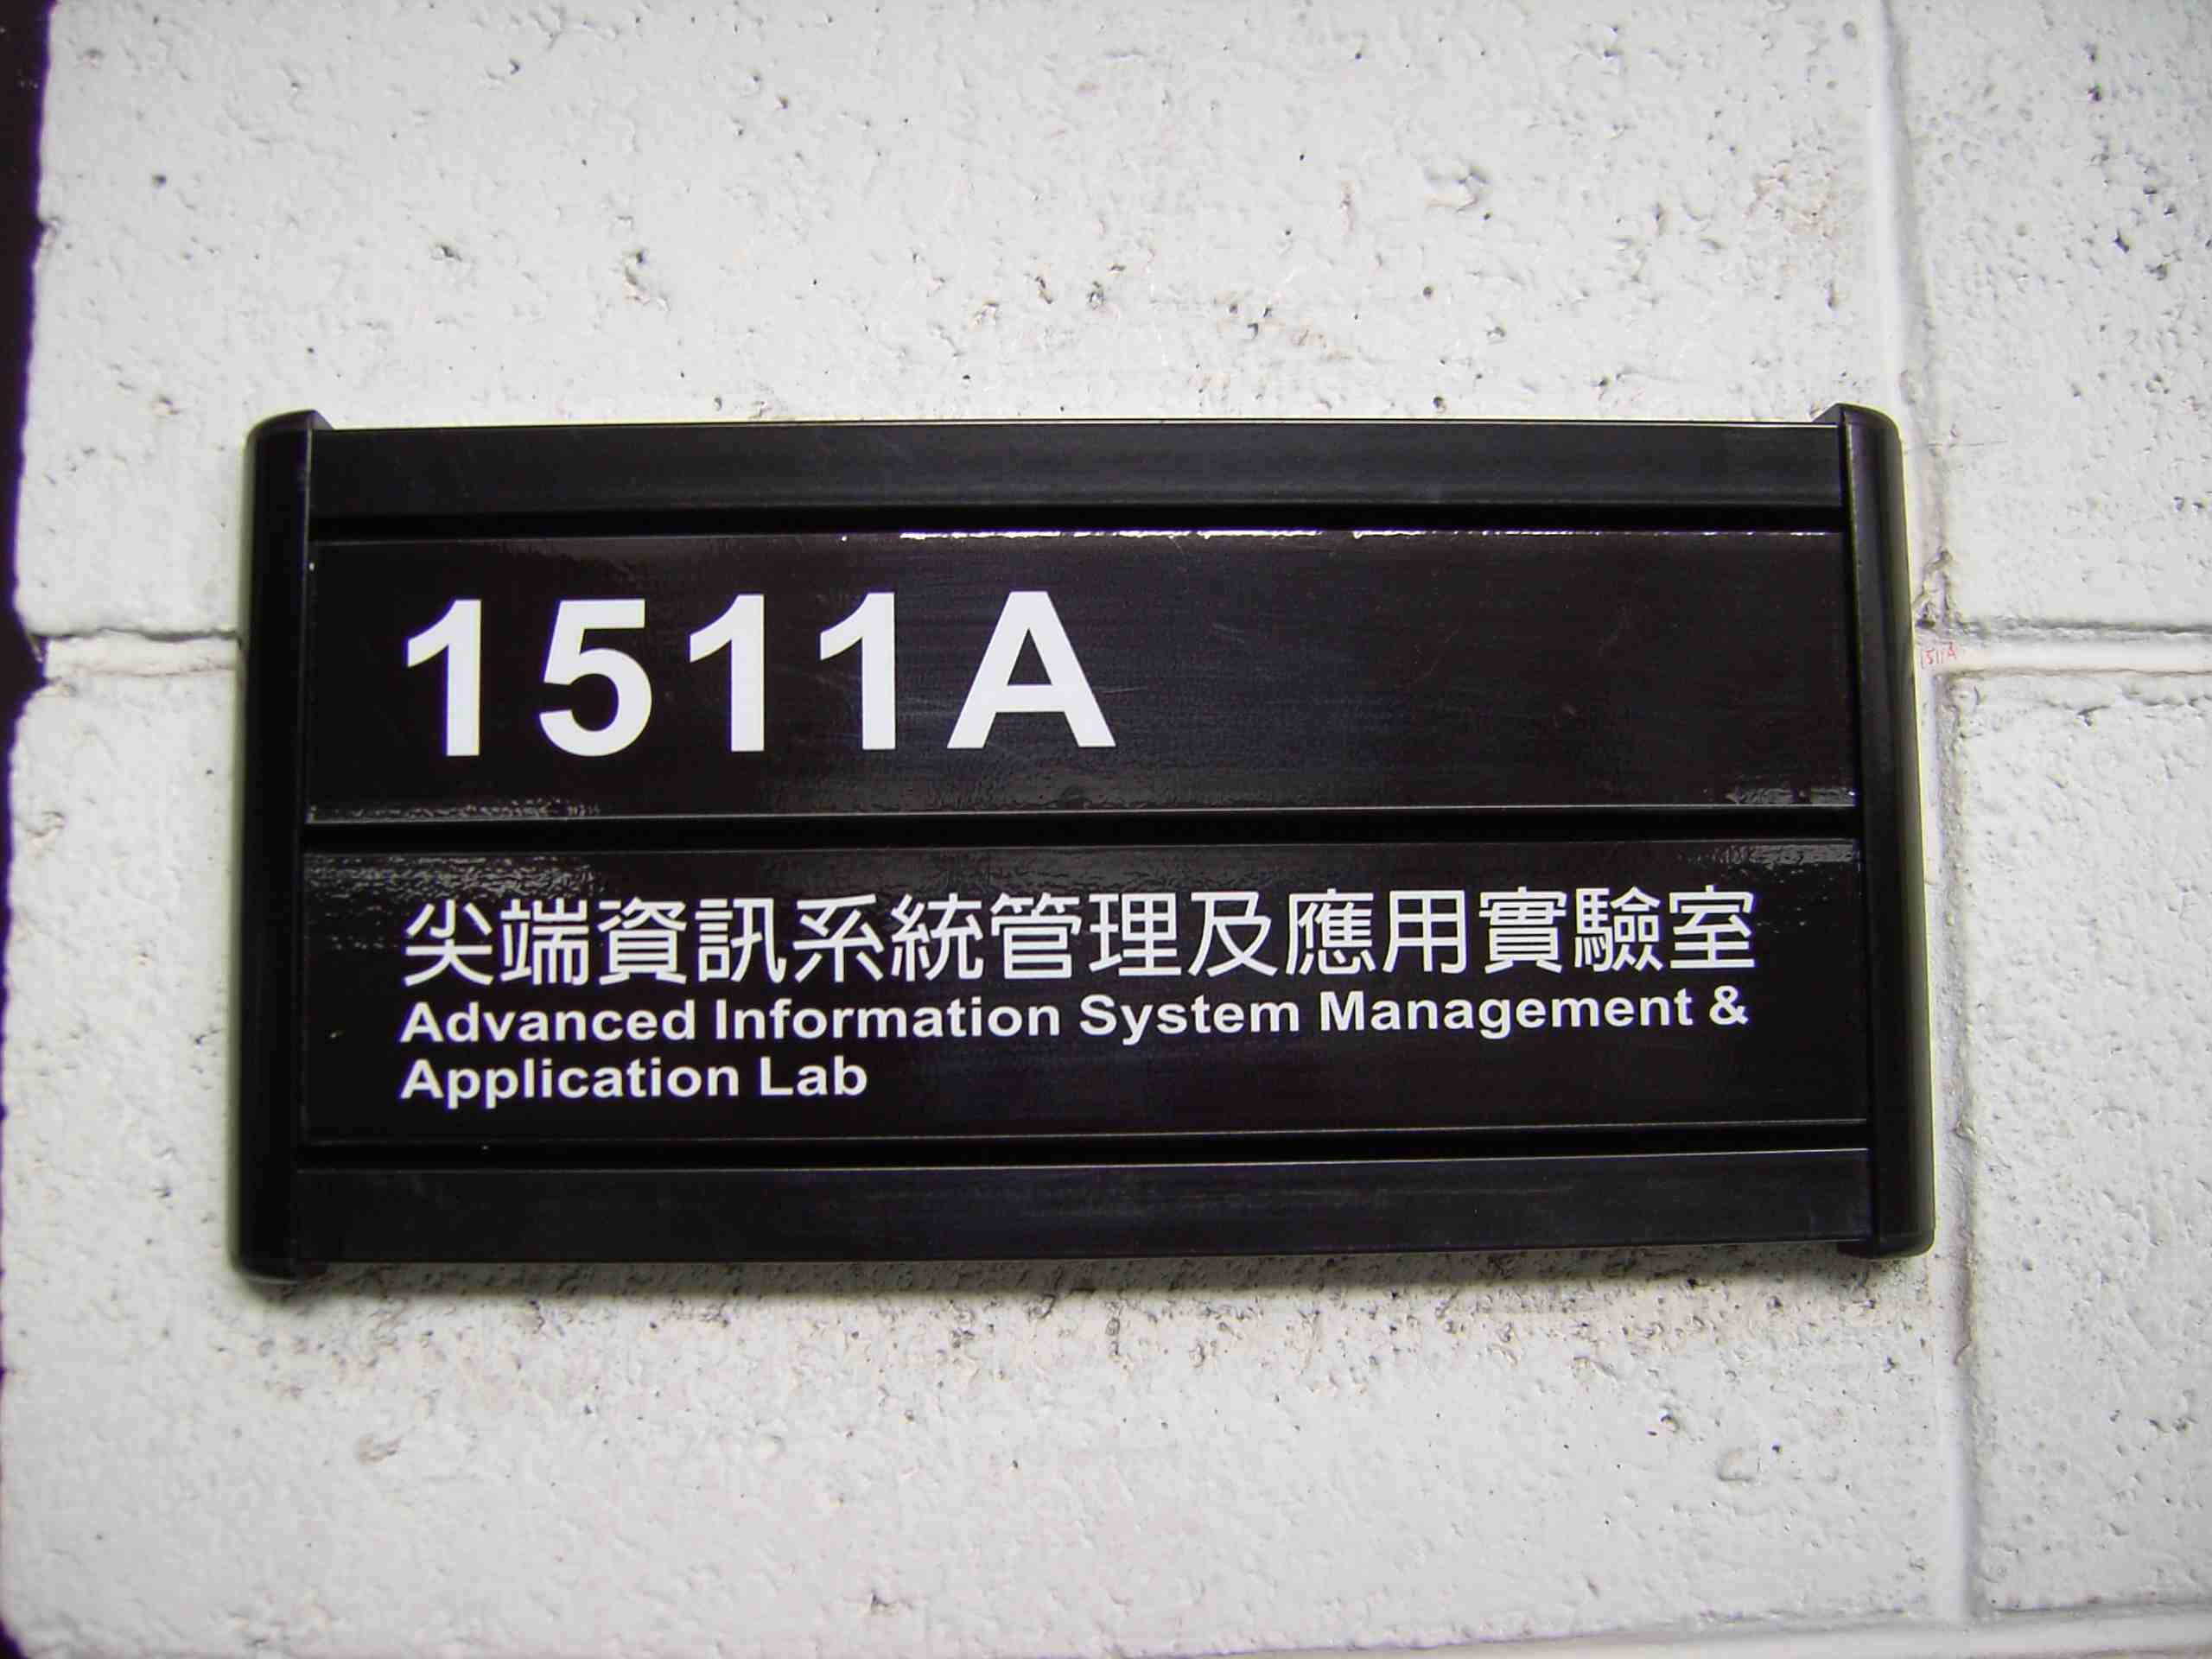 1511A
尖端資訊系統管理及應用實驗室
Advanced Information System Management &
Application Lab
1511A